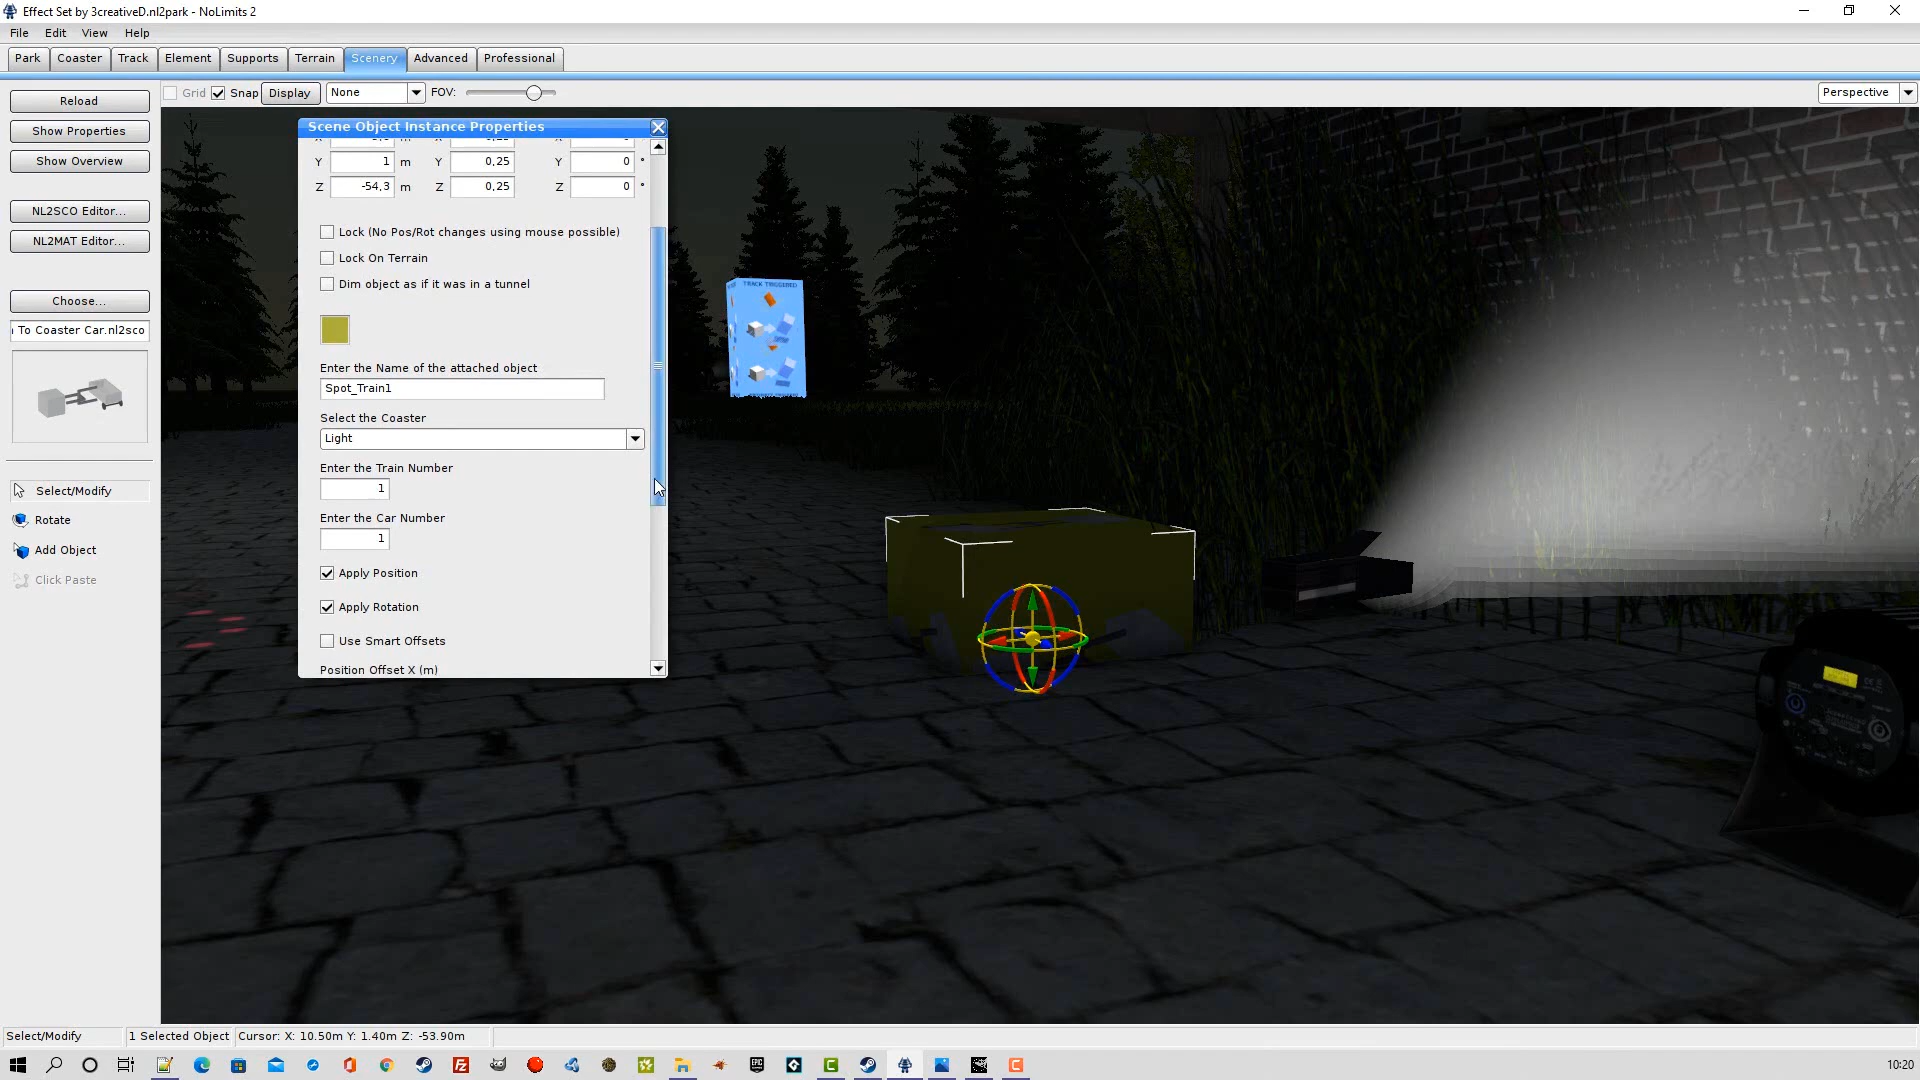 Effect Set by 3creativeD.nl2park - NoLimits 2
File Edit View Help
Park Coaster Track Element Supports Terrain Scenery Advanced Professional
Grid Snap Display None FOV: Perspective
Reload
Show Properties
Show Overview
NL2SCO Editor...
NL2MAT Editor...
Choose...
To Coaster Car.nl2sco
Select/Modify
Rotate
Add Object
Click Paste
Scene Object Instance Properties
Y 1 m Y 0,25 Y 0 °
Z -54,3 m Z 0,25 Z 0 °
Lock (No Pos/Rot changes using mouse possible)
Lock On Terrain
Dim object as if it was in a tunnel
Enter the Name of the attached object
Spot_Train1
Select the Coaster
Light
Enter the Train Number
1
Enter the Car Number
1
Apply Position
Apply Rotation
Use Smart Offsets
Position Offset X (m)
TRACK TRIGGERED
Select/Modify 1 Selected Object Cursor: X: 10.50m Y: 1.40m Z: -53.90m
10:20